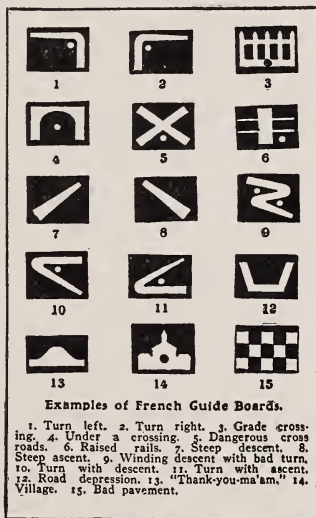 1 2 3
4 5 6
7 8 9
10 11 12
13 14 15
Examples of French Guide Boards.
1. Turn left. 2. Turn right. 3. Grade cross-
ing. 4. Under a crossing. 5. Dangerous cross
roads. 6. Raised rails. 7. Steep descent. 8.
Steep ascent. 9. Winding descent with bad turn.
10. Turn with descent. 11. Turn with ascent.
12. Road depression. 13. "Thank-you-ma'am," 14.
Village. 15. Bad pavement.